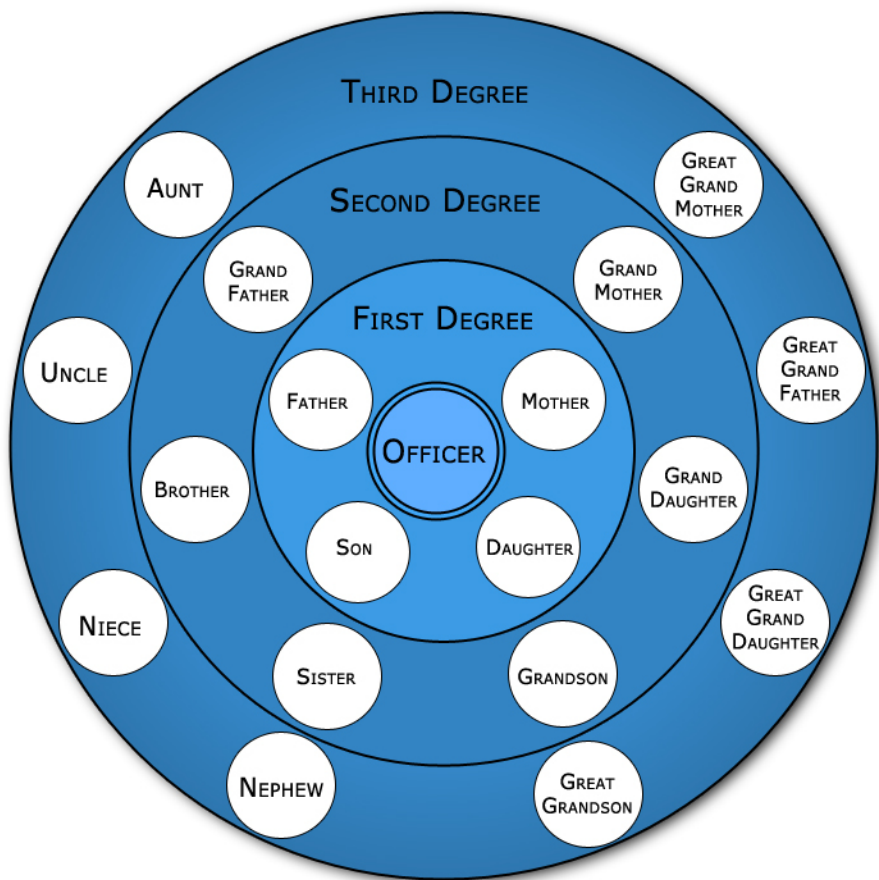 THIRD DEGREE
AUNT
GREAT
GRAND
MOTHER
SECOND DEGREE
GRAND
FATHER
GRAND
MOTHER
FIRST DEGREE
UNCLE
GREAT
GRAND
FATHER
FATHER
MOTHER
OFFICER
BROTHER
GRAND
DAUGHTER
SON
DAUGHTER
NIECE
GREAT
GRAND
DAUGHTER
SISTER
GRANDSON
NEPHEW
GREAT
GRANDSON